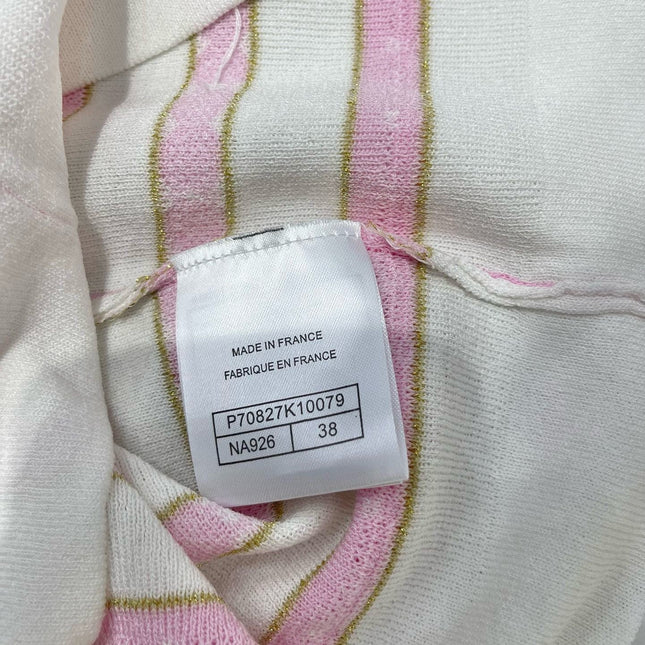 MADE IN FRANCE
FABRIQUE EN FRANCE
P70827K10079
NA926 38